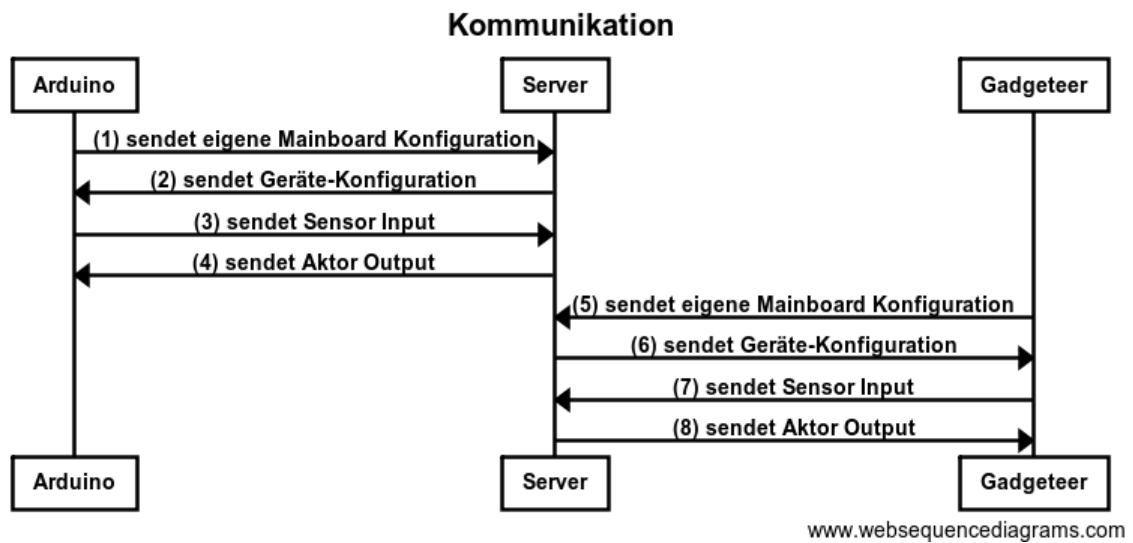 Kommunikation
Arduino
Server
Gadgeteer
(1) sendet eigene Mainboard Konfiguration
(2) sendet Geräte-Konfiguration
(3) sendet Sensor Input
(4) sendet Aktor Output
(5) sendet eigene Mainboard Konfiguration
(6) sendet Geräte-Konfiguration
(7) sendet Sensor Input
(8) sendet Aktor Output
Arduino
Server
Gadgeteer
www.websequencediagrams.com